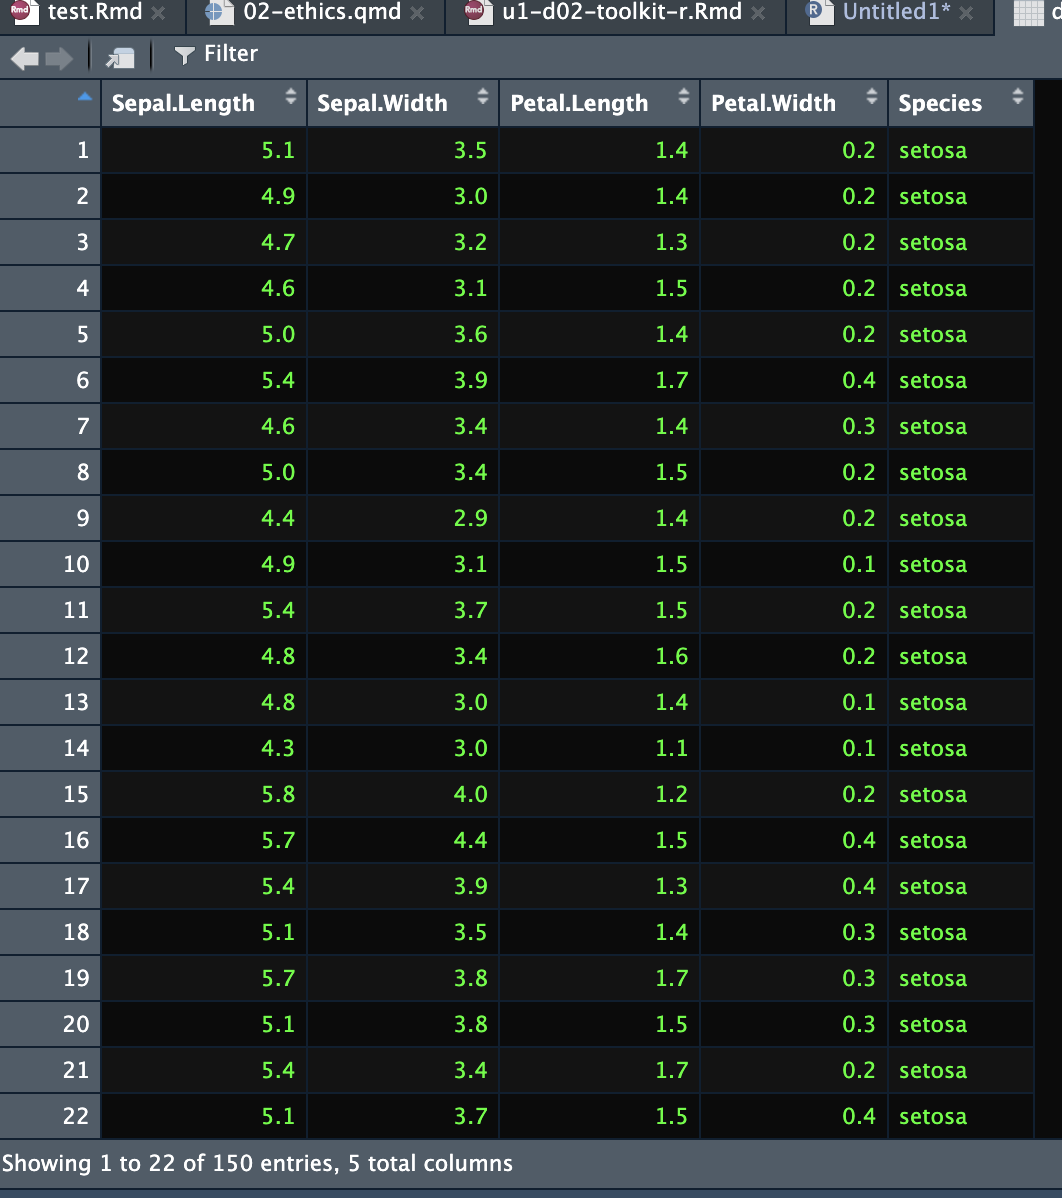 test.Rmd 02-ethics.qmd u1-d02-toolkit-r.Rmd Untitled1*
Filter
Sepal.Length Sepal.Width Petal.Length Petal.Width Species
1 5.1 3.5 1.4 0.2 setosa
2 4.9 3.0 1.4 0.2 setosa
3 4.7 3.2 1.3 0.2 setosa
4 4.6 3.1 1.5 0.2 setosa
5 5.0 3.6 1.4 0.2 setosa
6 5.4 3.9 1.7 0.4 setosa
7 4.6 3.4 1.4 0.3 setosa
8 5.0 3.4 1.5 0.2 setosa
9 4.4 2.9 1.4 0.2 setosa
10 4.9 3.1 1.5 0.1 setosa
11 5.4 3.7 1.5 0.2 setosa
12 4.8 3.4 1.6 0.2 setosa
13 4.8 3.0 1.4 0.1 setosa
14 4.3 3.0 1.1 0.1 setosa
15 5.8 4.0 1.2 0.2 setosa
16 5.7 4.4 1.5 0.4 setosa
17 5.4 3.9 1.3 0.4 setosa
18 5.1 3.5 1.4 0.3 setosa
19 5.7 3.8 1.7 0.3 setosa
20 5.1 3.8 1.5 0.3 setosa
21 5.4 3.4 1.7 0.2 setosa
22 5.1 3.7 1.5 0.4 setosa
Showing 1 to 22 of 150 entries, 5 total columns